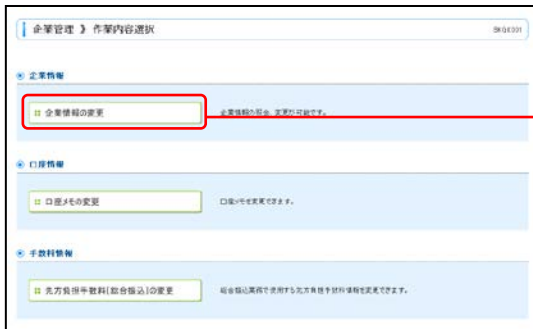 企業管理 》 作業内容選択
BKGK001
企業情報
企業情報の変更
企業情報の照会、変更が可能です。
口座情報
口座メモの変更
口座メモを変更できます。
手数料情報
先方負担手数料[総合振込]の変更
総合振込業務で使用する先方負担手数料情報を変更できます。